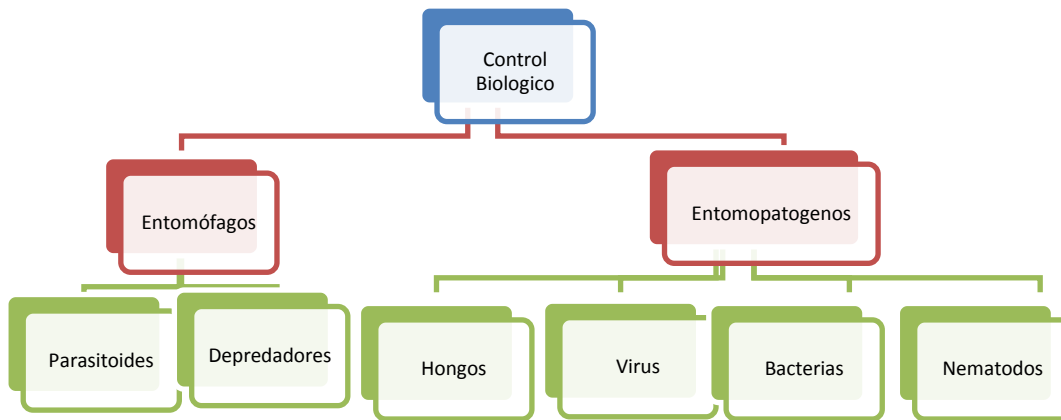 Control
Biologico
Entomófagos
Entomopatogenos
Parasitoides
Depredadores
Hongos
Virus
Bacterias
Nematodos